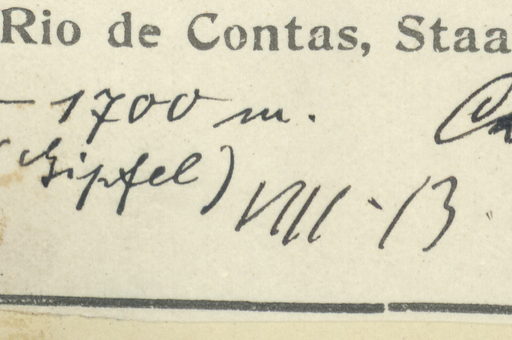 Rio de Contas, Staa
— 1700 m.
(Gipfel) VIII - 13